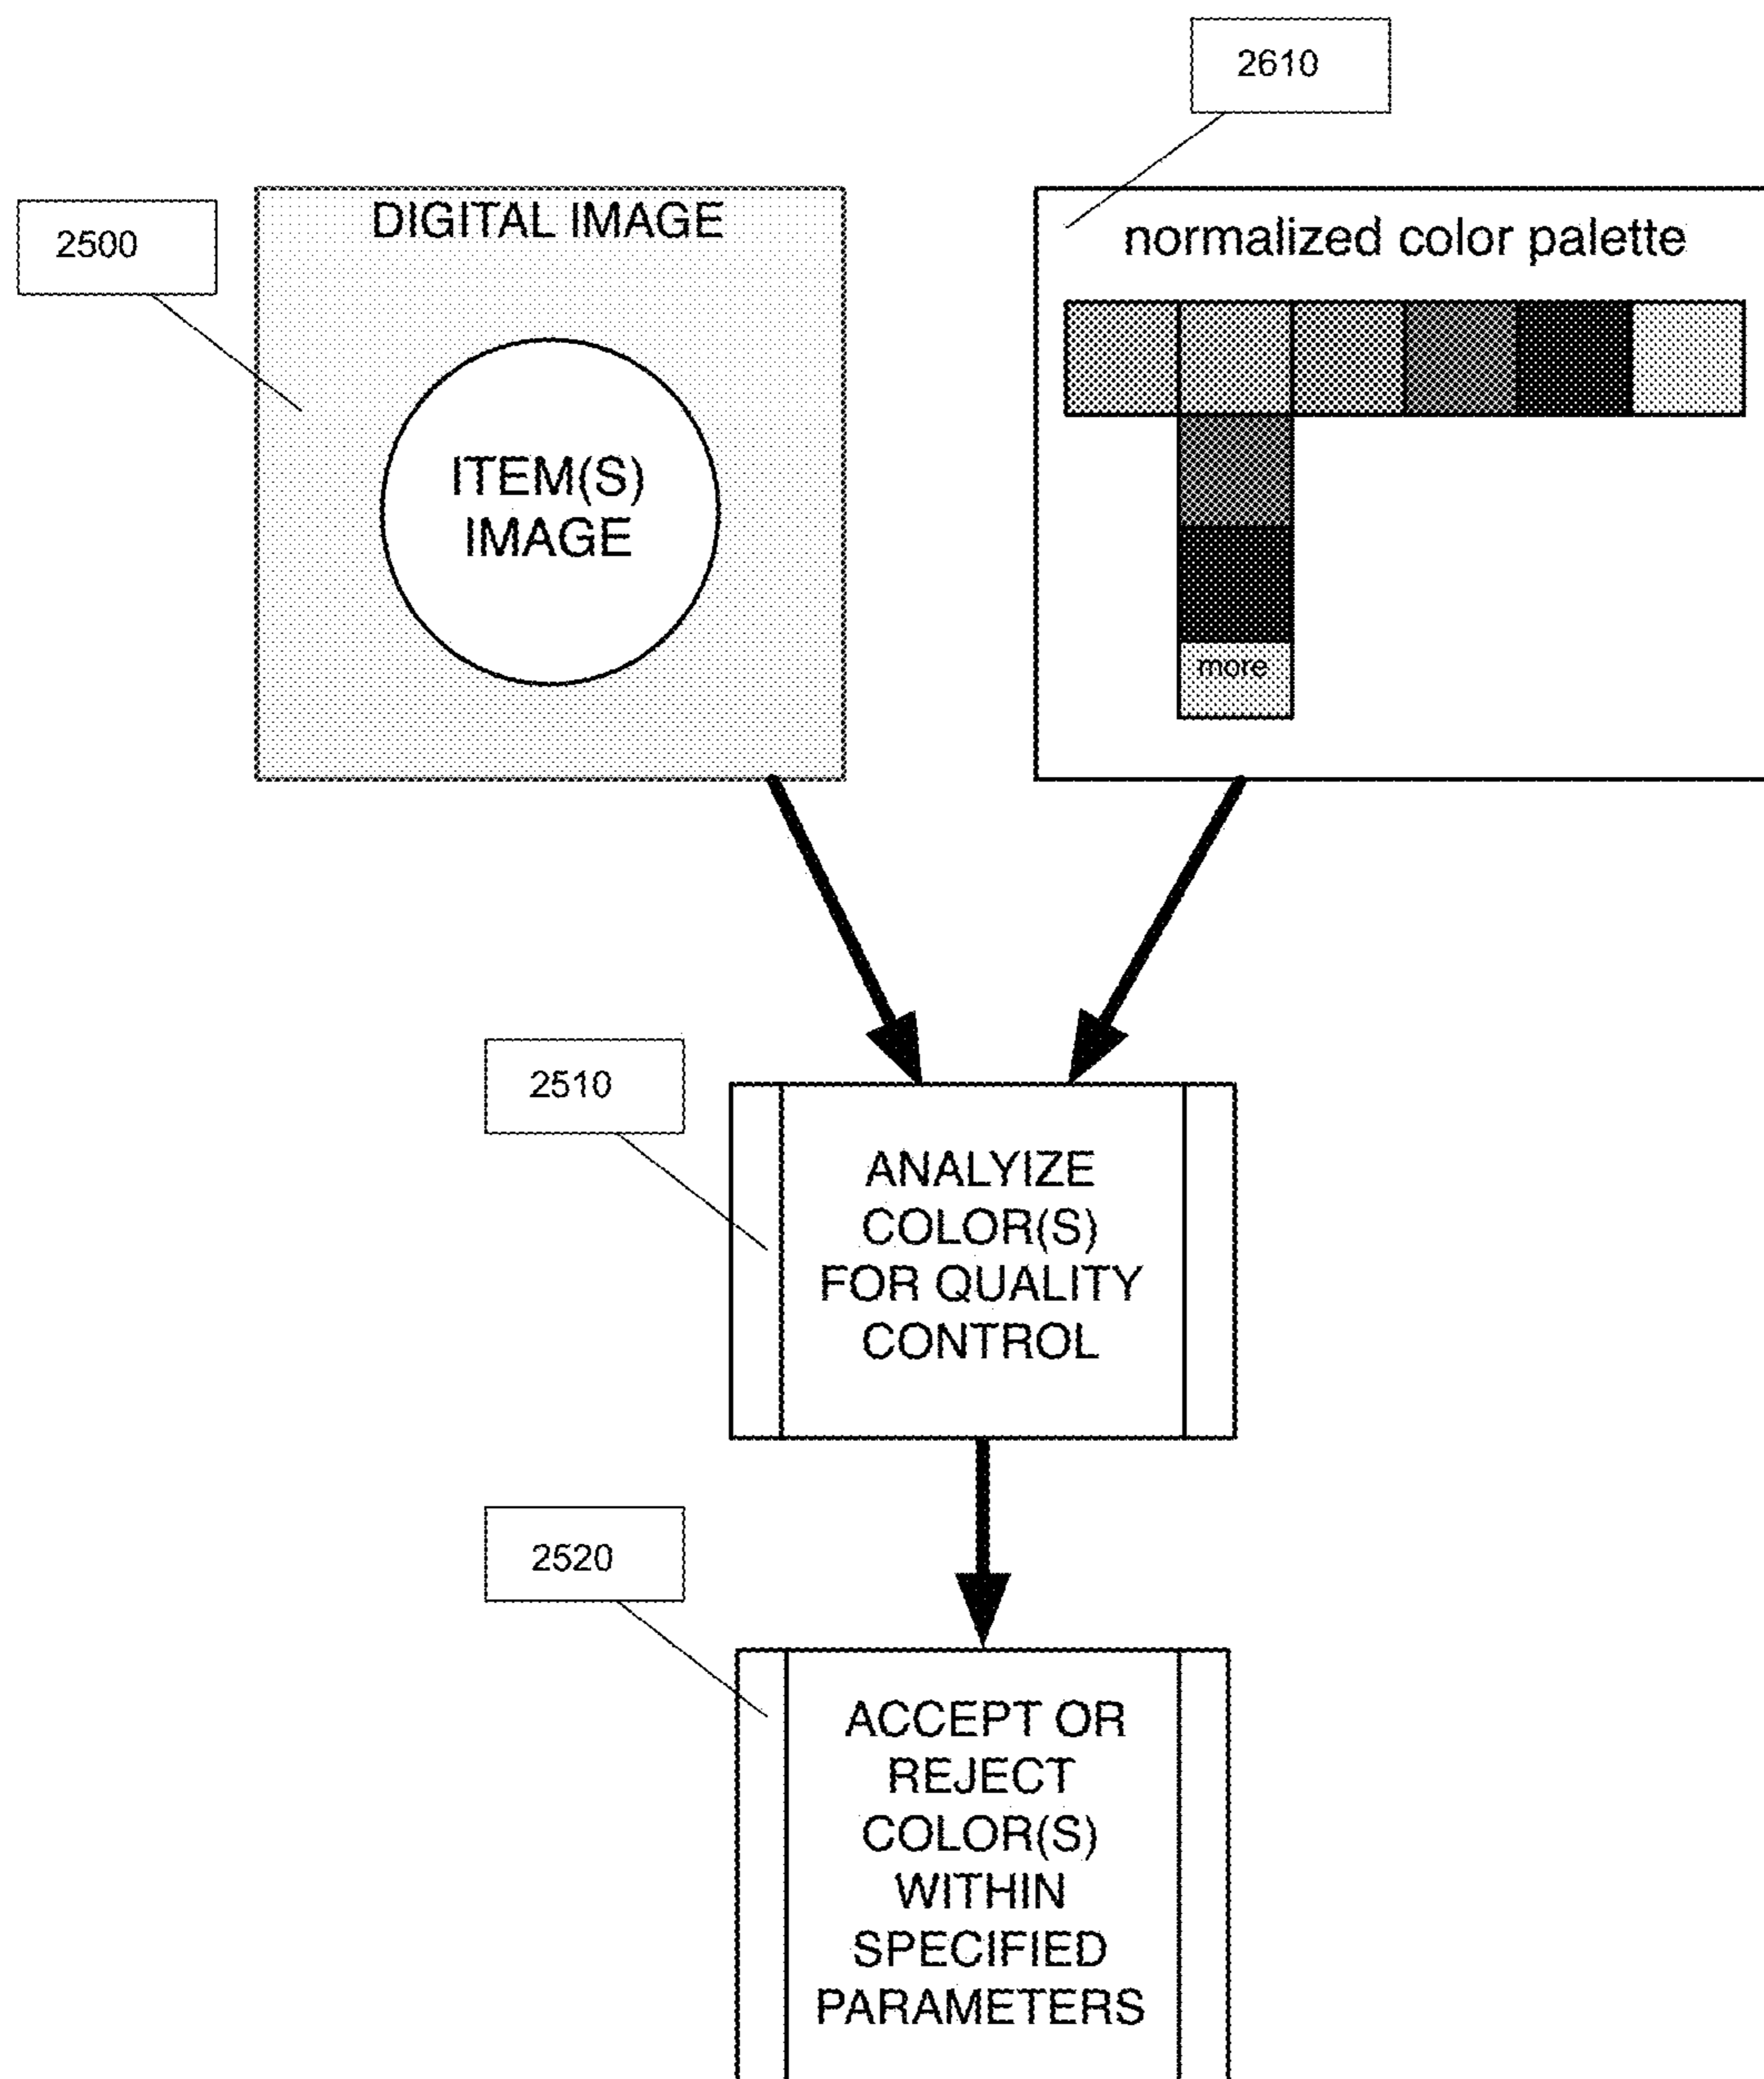 2610
2500
DIGITAL IMAGE
normalized color palette
ITEM(S)
IMAGE
more
2510
ANALYIZE
COLOR(S)
FOR QUALITY
CONTROL
2520
ACCEPT OR
REJECT
COLOR(S)
WITHIN
SPECIFIED
PARAMETERS